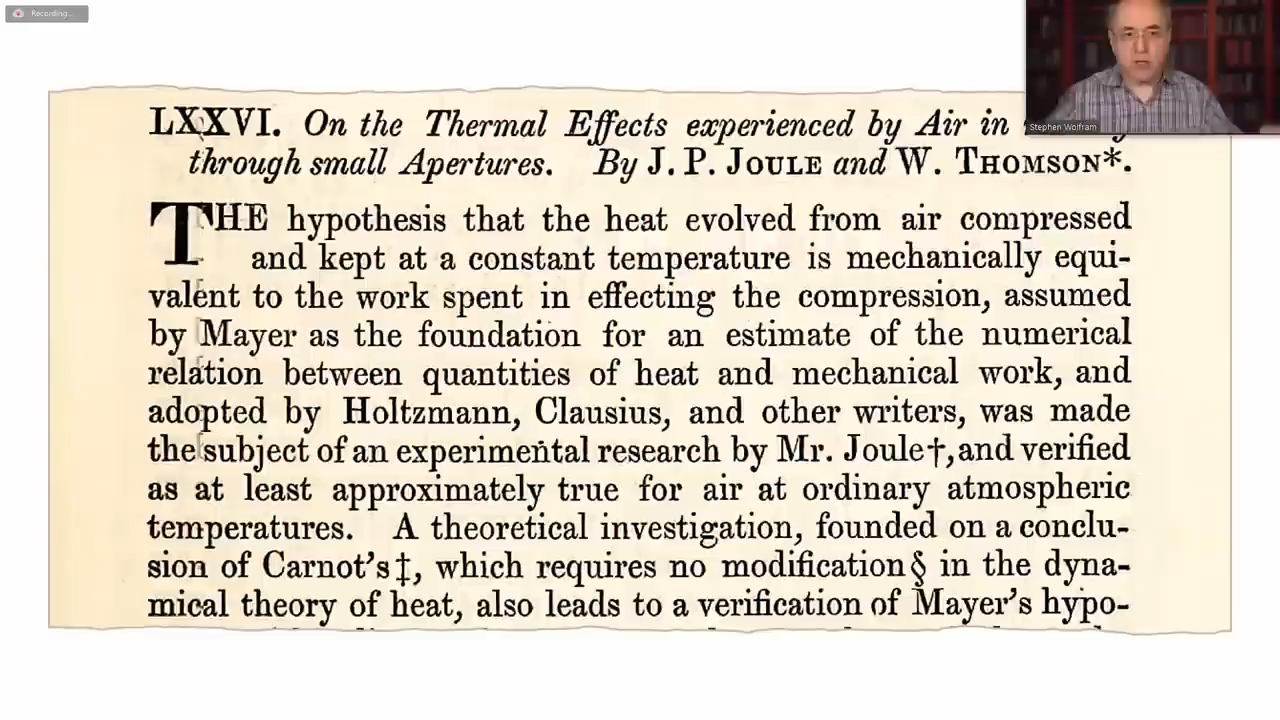 Recording...
Stephen Wolfram
LXXVI. On the Thermal Effects experienced by Air in
through small Apertures. By J. P. JOULE and W. THOMSON*.
THE hypothesis that the heat evolved from air compressed
and kept at a constant temperature is mechanically equi-
valent to the work spent in effecting the compression, assumed
by Mayer as the foundation for an estimate of the numerical
relation between quantities of heat and mechanical work, and
adopted by Holtzmann, Clausius, and other writers, was made
the subject of an experimental research by Mr. Joule†, and verified
as at least approximately true for air at ordinary atmospheric
temperatures. A theoretical investigation, founded on a conclu-
sion of Carnot's‡, which requires no modification§ in the dyna-
mical theory of heat, also leads to a verification of Mayer's hypo-